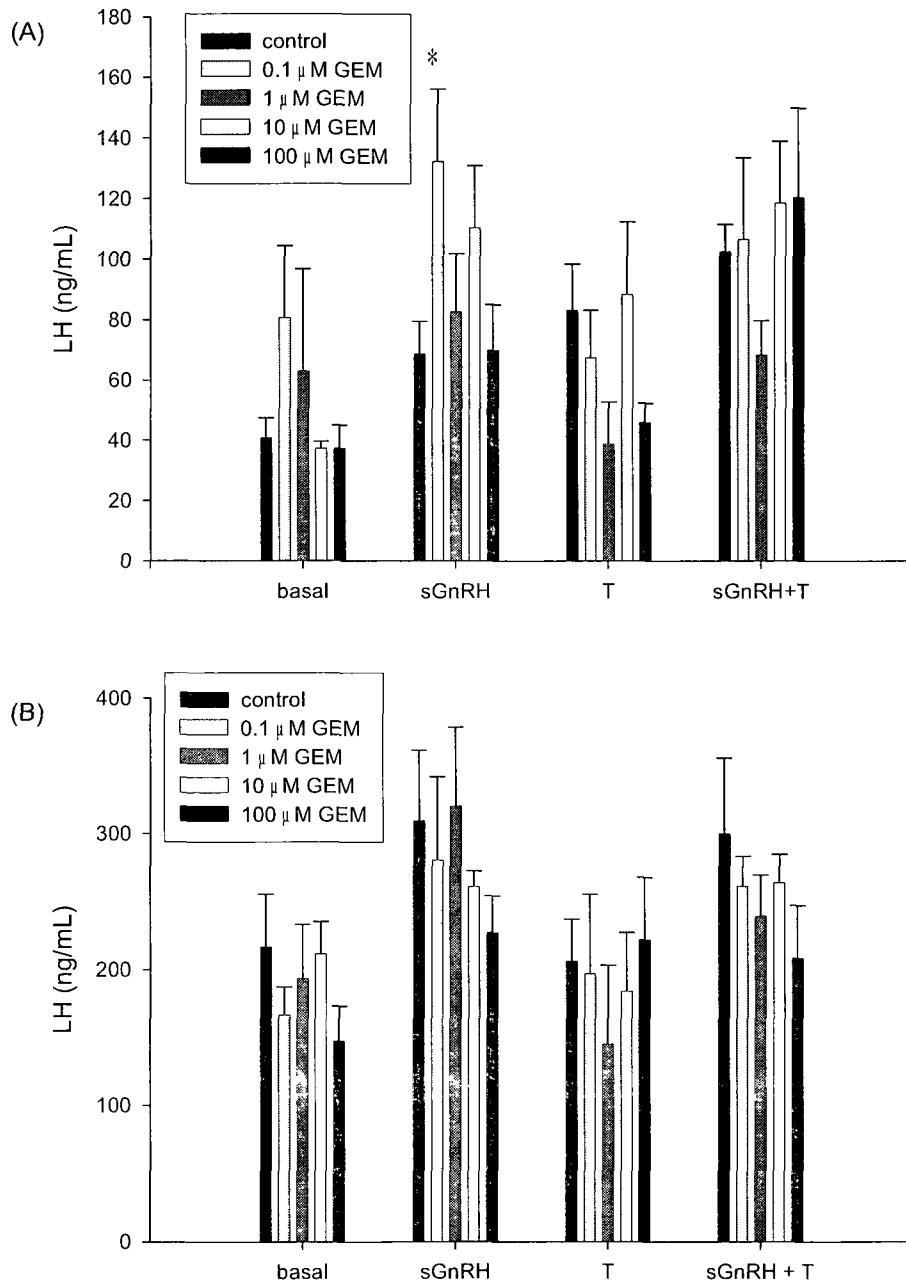 (A)
180
160
140
120
100
80
60
40
20
0
LH (ng/mL)
control
0.1 μM GEM
1 μM GEM
10 μM GEM
100 μM GEM
*
basal
sGnRH
T
sGnRH+T
(B)
400
300
200
100
0
LH (ng/mL)
control
0.1 μM GEM
1 μM GEM
10 μM GEM
100 μM GEM
basal
sGnRH
T
sGnRH + T